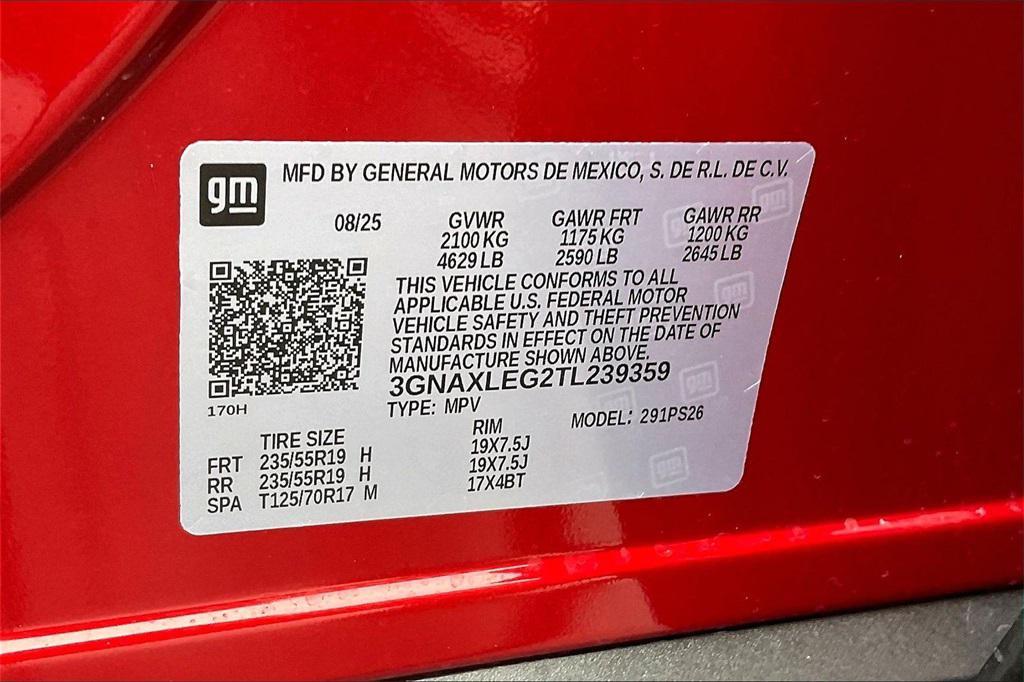 gm
MFD BY GENERAL MOTORS DE MEXICO, S. DE R.L. DE C.V.
08/25 GVWR GAWR FRT GAWR RR
2100 KG 1175 KG 1200 KG
4629 LB 2590 LB 2645 LB
THIS VEHICLE CONFORMS TO ALL
APPLICABLE U.S. FEDERAL MOTOR
VEHICLE SAFETY AND THEFT PREVENTION
STANDARDS IN EFFECT ON THE DATE OF
MANUFACTURE SHOWN ABOVE.
3GNAXLEG2TL239359
170H
TYPE: MPV MODEL: 291PS26
TIRE SIZE RIM
FRT 235/55R19 H 19X7.5J
RR 235/55R19 H 19X7.5J
SPA T125/70R17 M 17X4BT